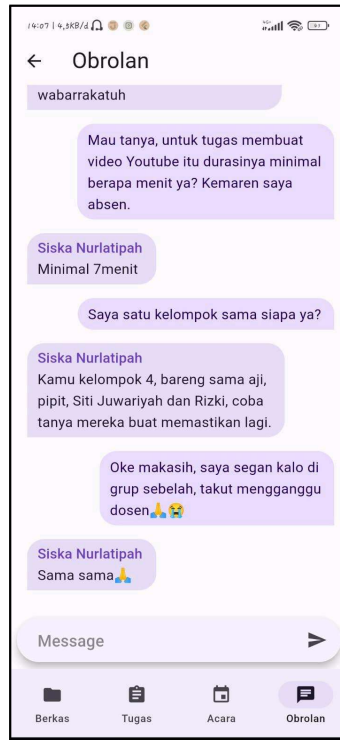 14:07 | 4,3KB/d
Obrolan
wabarrakatuh
Mau tanya, untuk tugas membuat
video Youtube itu durasinya minimal
berapa menit ya? Kemaren saya
absen.
Siska Nurlatipah
Minimal 7menit
Saya satu kelompok sama siapa ya?
Siska Nurlatipah
Kamu kelompok 4, bareng sama aji,
pipit, Siti Juwariyah dan Rizki, coba
tanya mereka buat memastikan lagi.
Oke makasih, saya segan kalo di
grup sebelah, takut mengganggu
dosen🙏😭
Siska Nurlatipah
Sama sama🙏
Message
Berkas Tugas Acara Obrolan